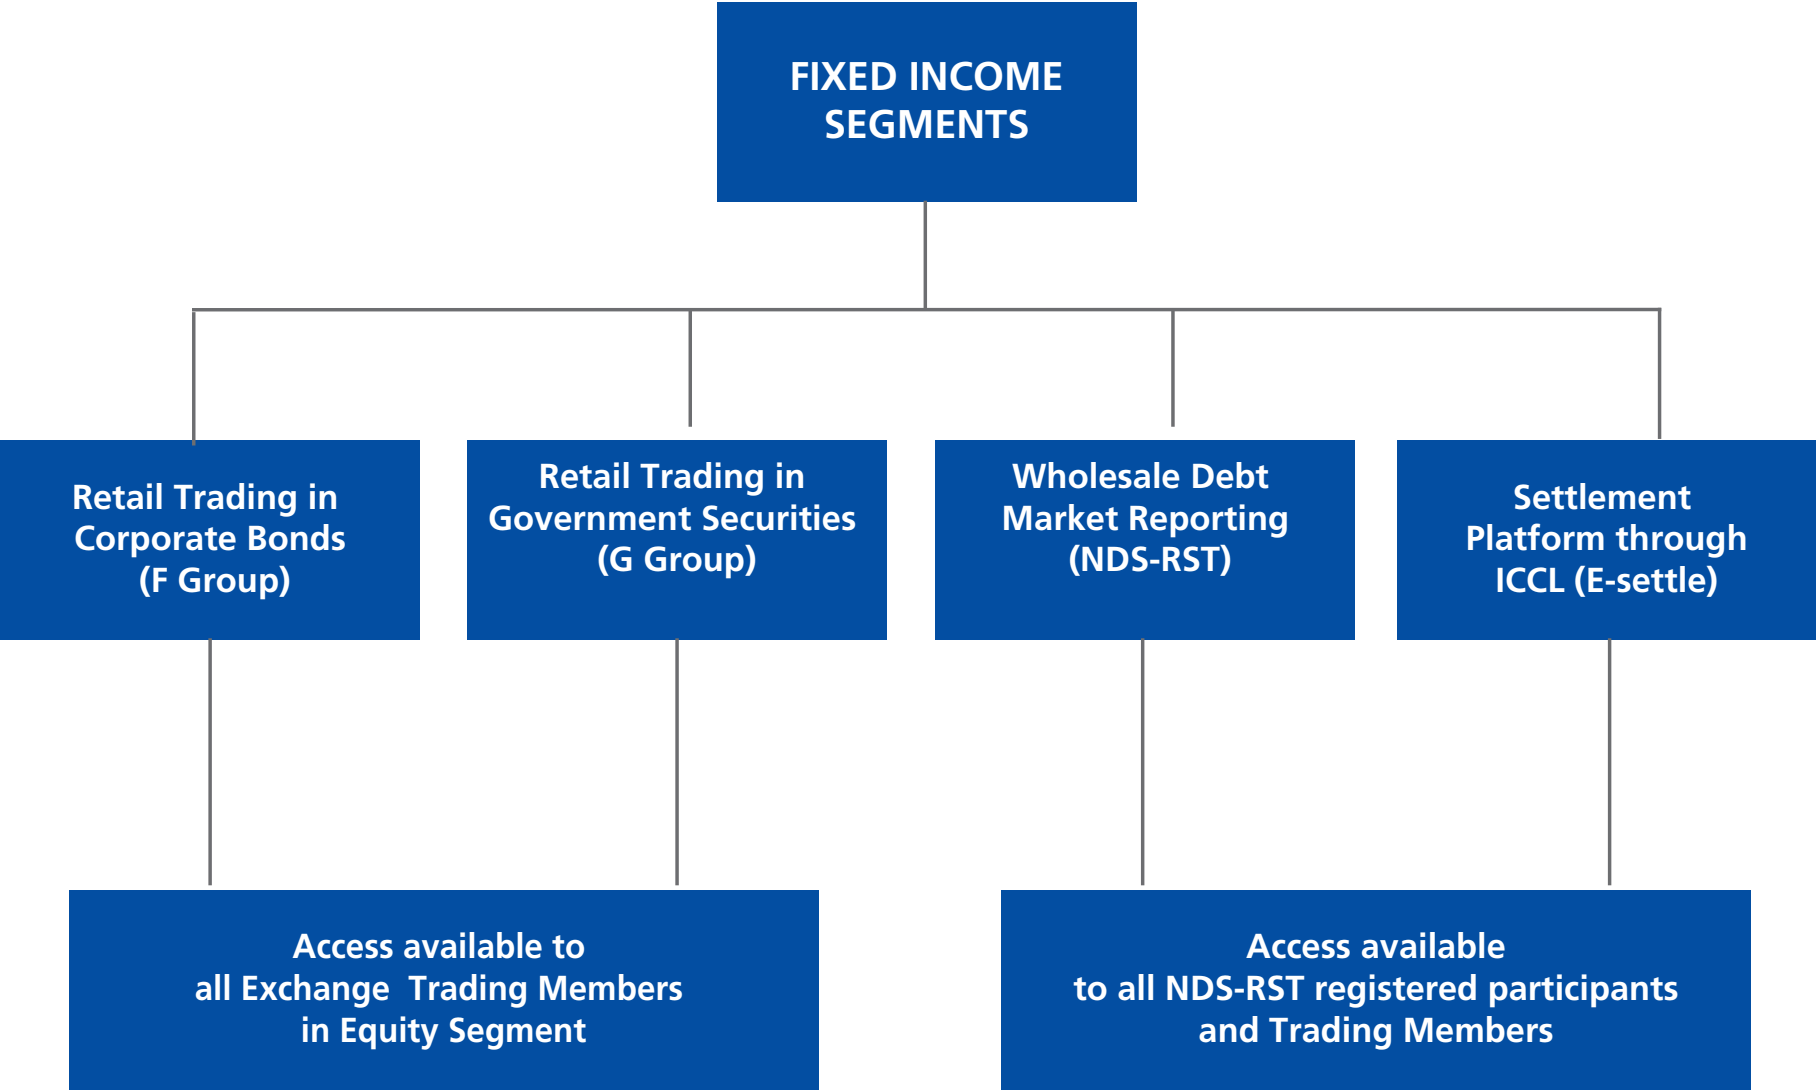 FIXED INCOME
SEGMENTS
Retail Trading in
Corporate Bonds
(F Group)
Retail Trading in
Government Securities
(G Group)
Wholesale Debt
Market Reporting
(NDS-RST)
Settlement
Platform through
ICCL (E-settle)
Access available to
all Exchange Trading Members
in Equity Segment
Access available
to all NDS-RST registered participants
and Trading Members